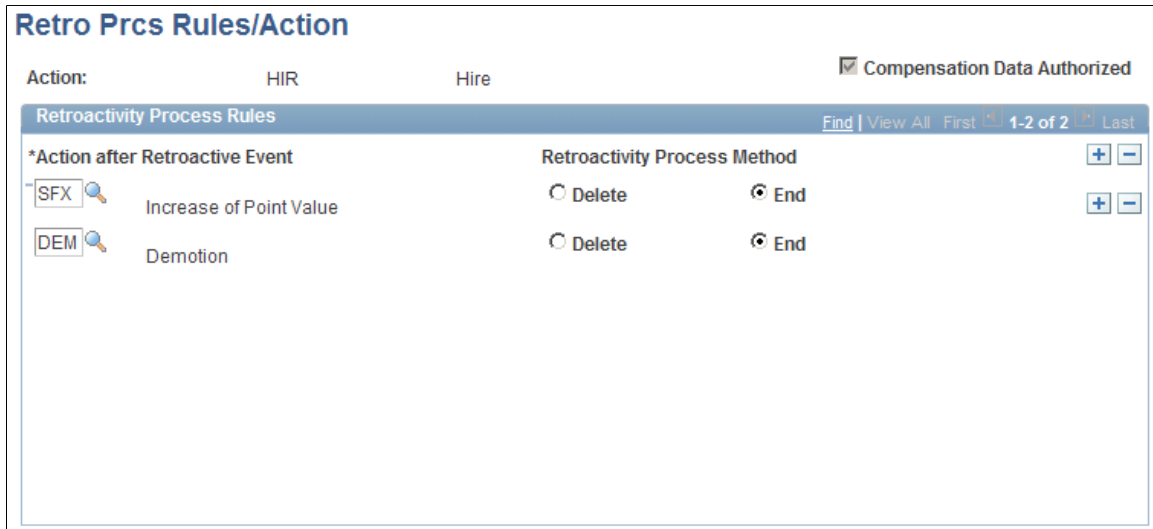 Retro Prcs Rules/Action
Action: HIR Hire Compensation Data Authorized
Retroactivity Process Rules Find | View All First 1-2 of 2 Last
*Action after Retroactive Event Retroactivity Process Method
SFX Increase of Point Value Delete End
DEM Demotion Delete End